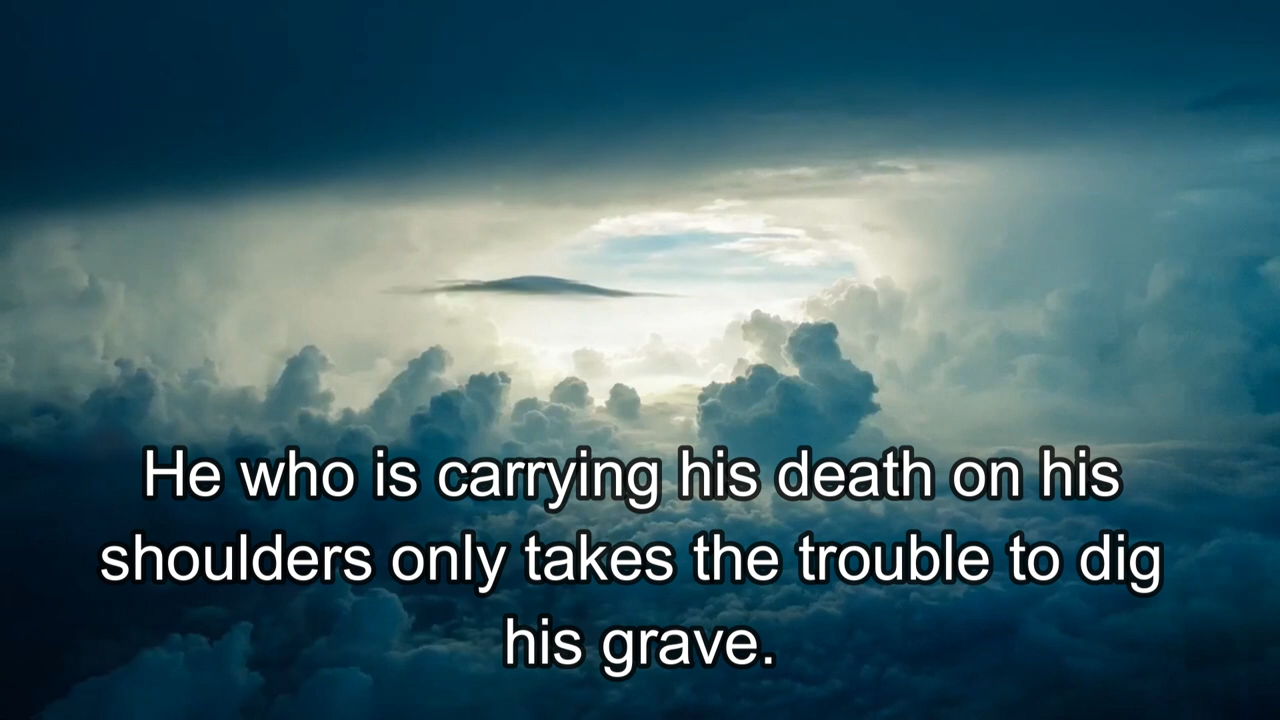 He who is carrying his death on his
shoulders only takes the trouble to dig
his grave.